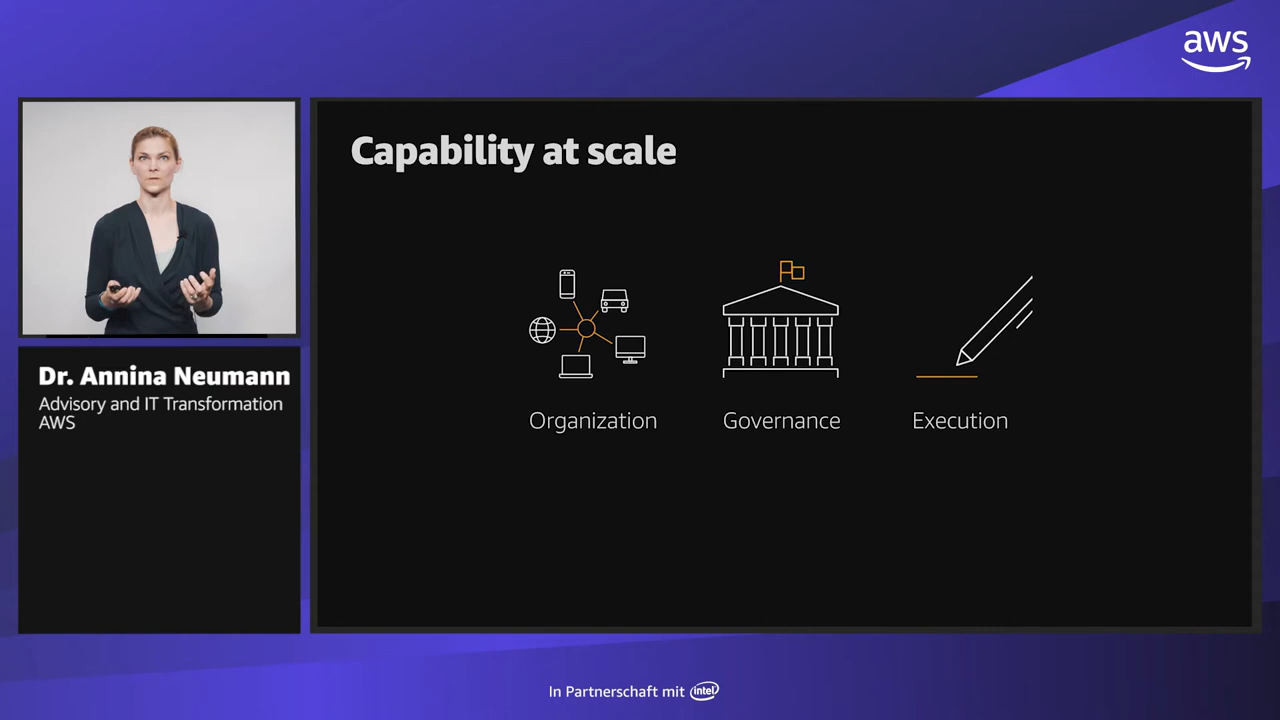 aws
Capability at scale
Dr. Annina Neumann
Advisory and IT Transformation
AWS
Organization
Governance
Execution
In Partnerschaft mit intel